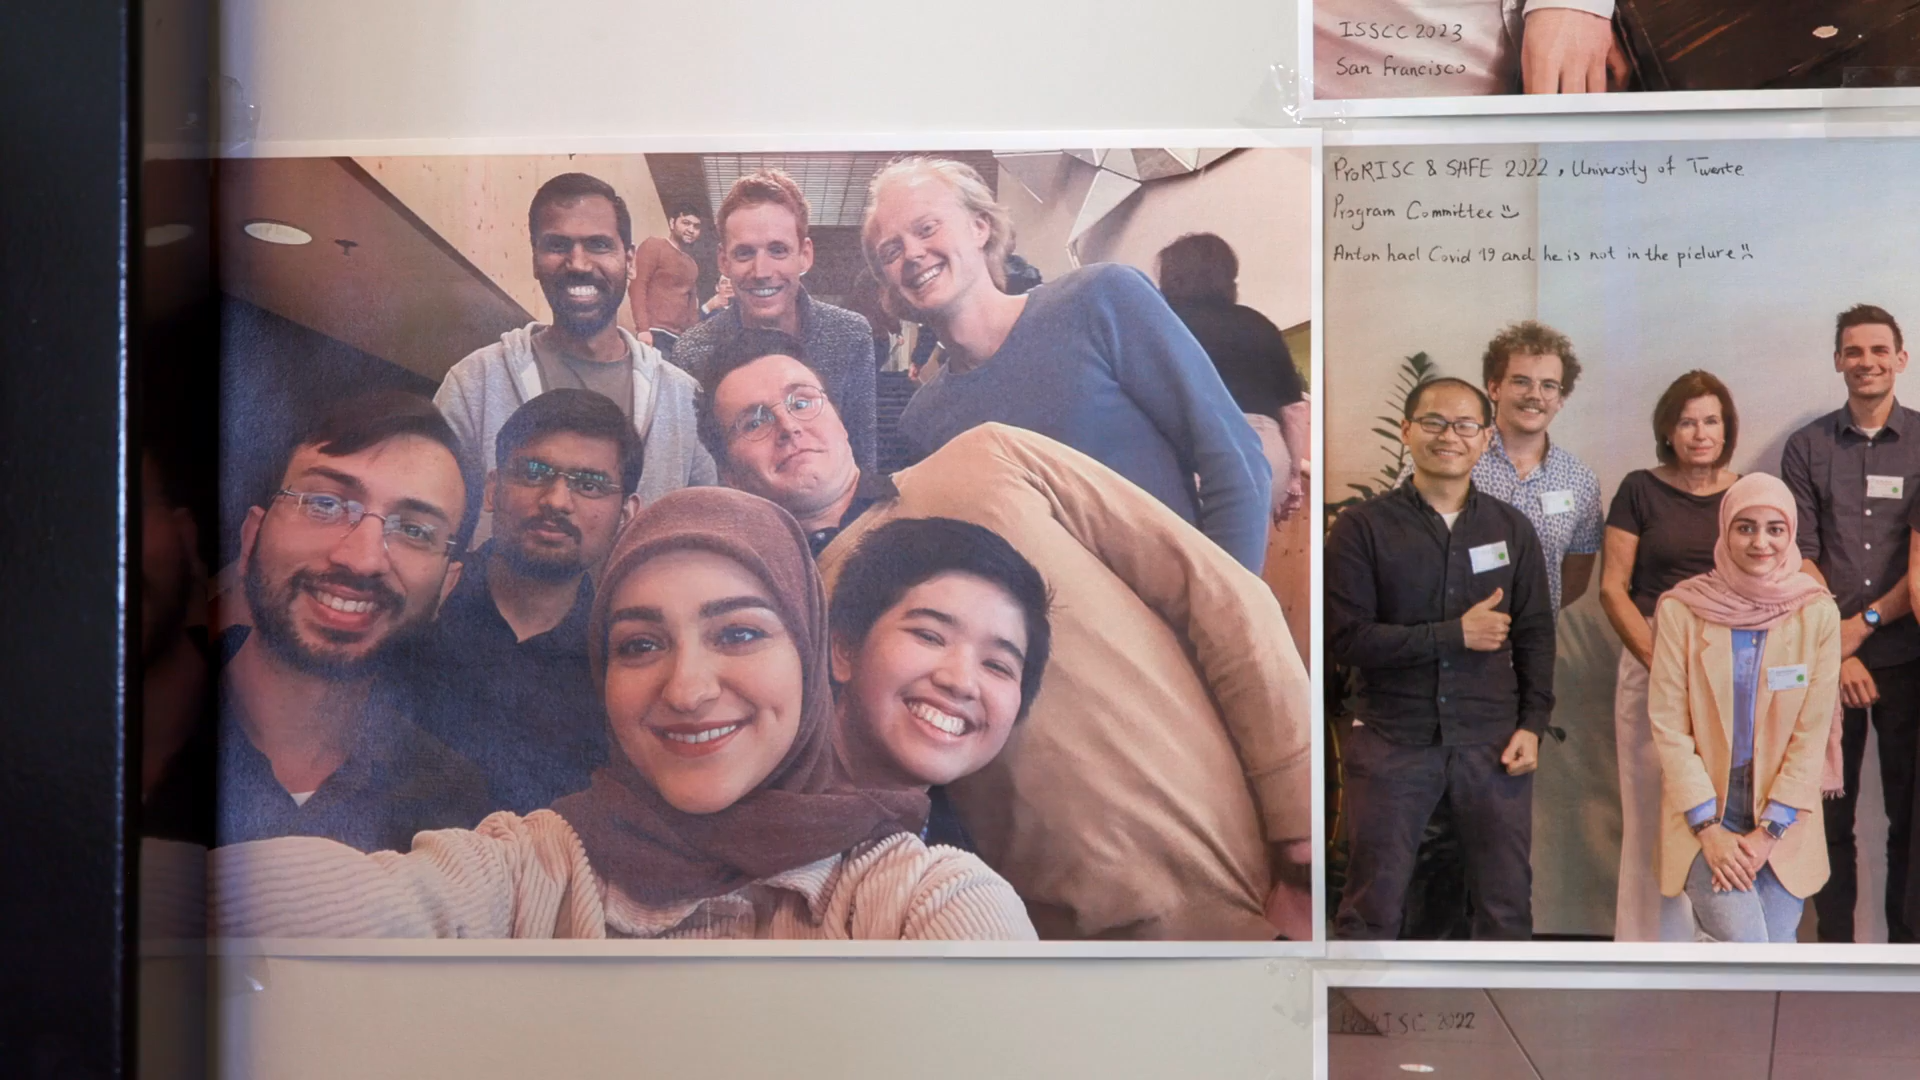 ISSCC 2023
San Francisco
ProRISC & SAFE 2022, University of Twente
Program Committee
Anton had Covid 19 and he is not in the picture
ProRISC 2022